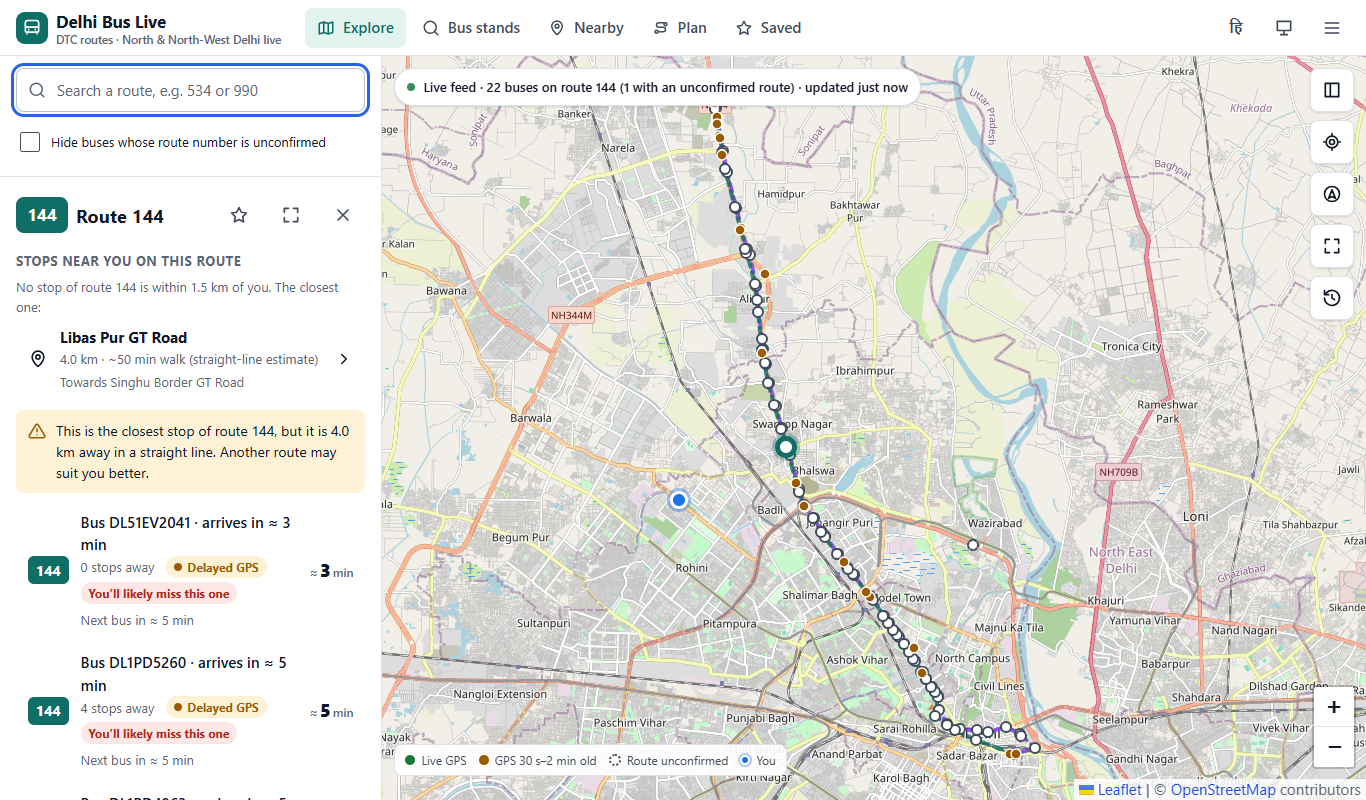 Delhi Bus Live
DTC routes · North & North-West Delhi live
Explore
Bus stands
Nearby
Plan
Saved
हि
Search a route, e.g. 534 or 990
Hide buses whose route number is unconfirmed
144
Route 144
STOPS NEAR YOU ON THIS ROUTE
No stop of route 144 is within 1.5 km of you. The closest
one:
Libas Pur GT Road
4.0 km · ~50 min walk (straight-line estimate)
Towards Singhu Border GT Road
This is the closest stop of route 144, but it is 4.0
km away in a straight line. Another route may
suit you better.
Bus DL51EV2041 · arrives in ≈ 3
min
144
0 stops away
Delayed GPS
≈ 3 min
You'll likely miss this one
Next bus in ≈ 5 min
Bus DL1PD5260 · arrives in ≈ 5
min
144
4 stops away
Delayed GPS
≈ 5 min
You'll likely miss this one
Next bus in ≈ 5 min
Live feed · 22 buses on route 144 (1 with an unconfirmed route) · updated just now
Khekra
Khekada
Uttar Pradesh
Banker
Sonipat
Sonipat
Narela
Haryana
Baghpat
Hamidpur
Bakhtawar
Pur
Bawana
NH344M
Tronica City
Ibrahimpur
Rameshwar
Park
Barwala
Swaroop Nagar
Bhalswa
NH709B
Jawli
Badli
Jahangir Puri
Wazirabad
Loni
Tila Shahbazpur
Begum Pur
North East
Delhi
Rohini
Ghaziabad
Shalimar Bagh
Model Town
Khajuri
Sultanpuri
Pitampura
Majnu Ka Tila
Yamuna Vihar
Nand Nagari
Ashok Vihar
North Campus
Babarpur
Nangloi Extension
Civil Lines
Shahdara
Dilshad Garden
Paschim Vihar
Punjabi Bagh
Sarai Rohilla
Seelampur
Vivek Vihar
Anand Parbat
Sadar Bazar
Gandhi Nagar
Karol Bagh
Kirti Nagar
Live GPS
GPS 30 s–2 min old
Route unconfirmed
You
+
−
Leaflet | © OpenStreetMap contributors